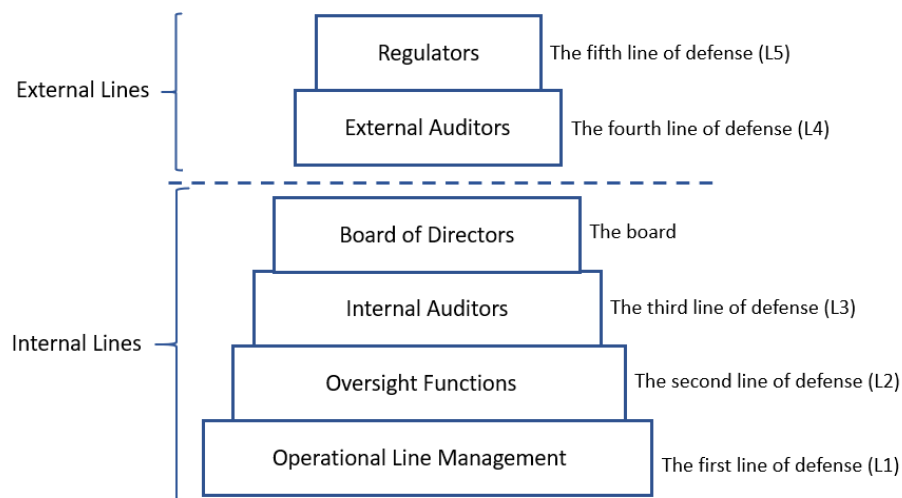 Regulators
The fifth line of defense (L5)
External Lines
External Auditors
The fourth line of defense (L4)
Board of Directors
The board
Internal Auditors
The third line of defense (L3)
Internal Lines
Oversight Functions
The second line of defense (L2)
Operational Line Management
The first line of defense (L1)